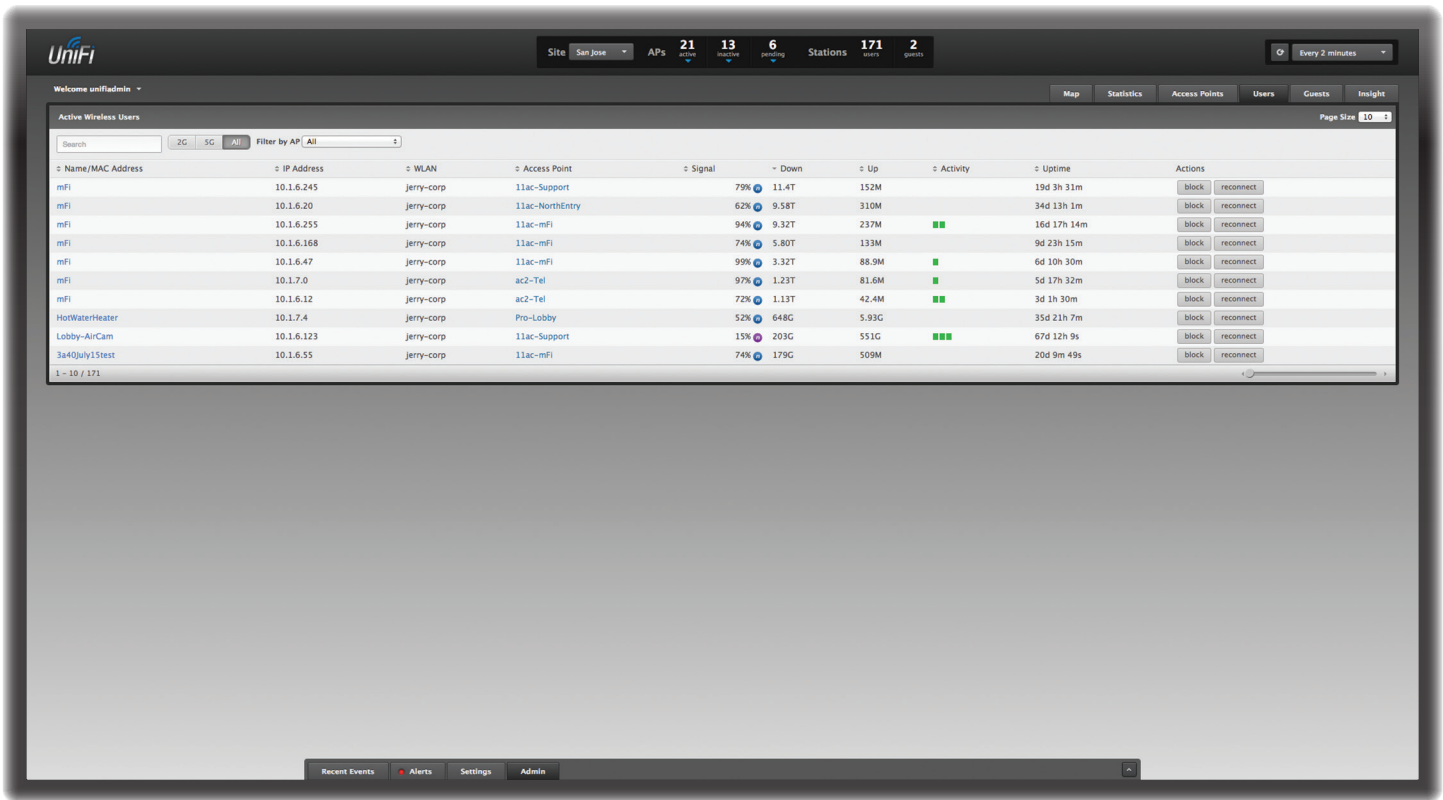 UniFi
Site San Jose APs 21 active 13 inactive 6 pending Stations 171 users 2 guests Every 2 minutes
Welcome unifiadmin Map Statistics Access Points Users Guests Insight
Active Wireless Users Page Size 10
Search 2G 5G All Filter by AP All
Name/MAC Address IP Address WLAN Access Point Signal Down Up Activity Uptime Actions
mFi 10.1.6.245 jerry-corp 11ac-Support 79% n 11.4T 152M 19d 3h 31m block reconnect
mFi 10.1.6.20 jerry-corp 11ac-NorthEntry 62% n 9.58T 310M 34d 13h 1m block reconnect
mFi 10.1.6.255 jerry-corp 11ac-mFi 94% n 9.32T 237M 16d 17h 14m block reconnect
mFi 10.1.6.168 jerry-corp 11ac-mFi 74% n 5.80T 133M 9d 23h 15m block reconnect
mFi 10.1.6.47 jerry-corp 11ac-mFi 99% n 3.32T 88.9M 6d 10h 30m block reconnect
mFi 10.1.7.0 jerry-corp ac2-Tel 97% n 1.23T 81.6M 5d 17h 32m block reconnect
mFi 10.1.6.12 jerry-corp ac2-Tel 72% n 1.13T 42.4M 3d 1h 30m block reconnect
HotWaterHeater 10.1.7.4 jerry-corp Pro-Lobby 52% n 648G 5.93G 35d 21h 7m block reconnect
Lobby-AirCam 10.1.6.123 jerry-corp 11ac-Support 15% n 203G 551G 67d 12h 9s block reconnect
3a40July15test 10.1.6.55 jerry-corp 11ac-mFi 74% n 179G 509M 20d 9m 49s block reconnect
1 - 10 / 171
Recent Events Alerts Settings Admin